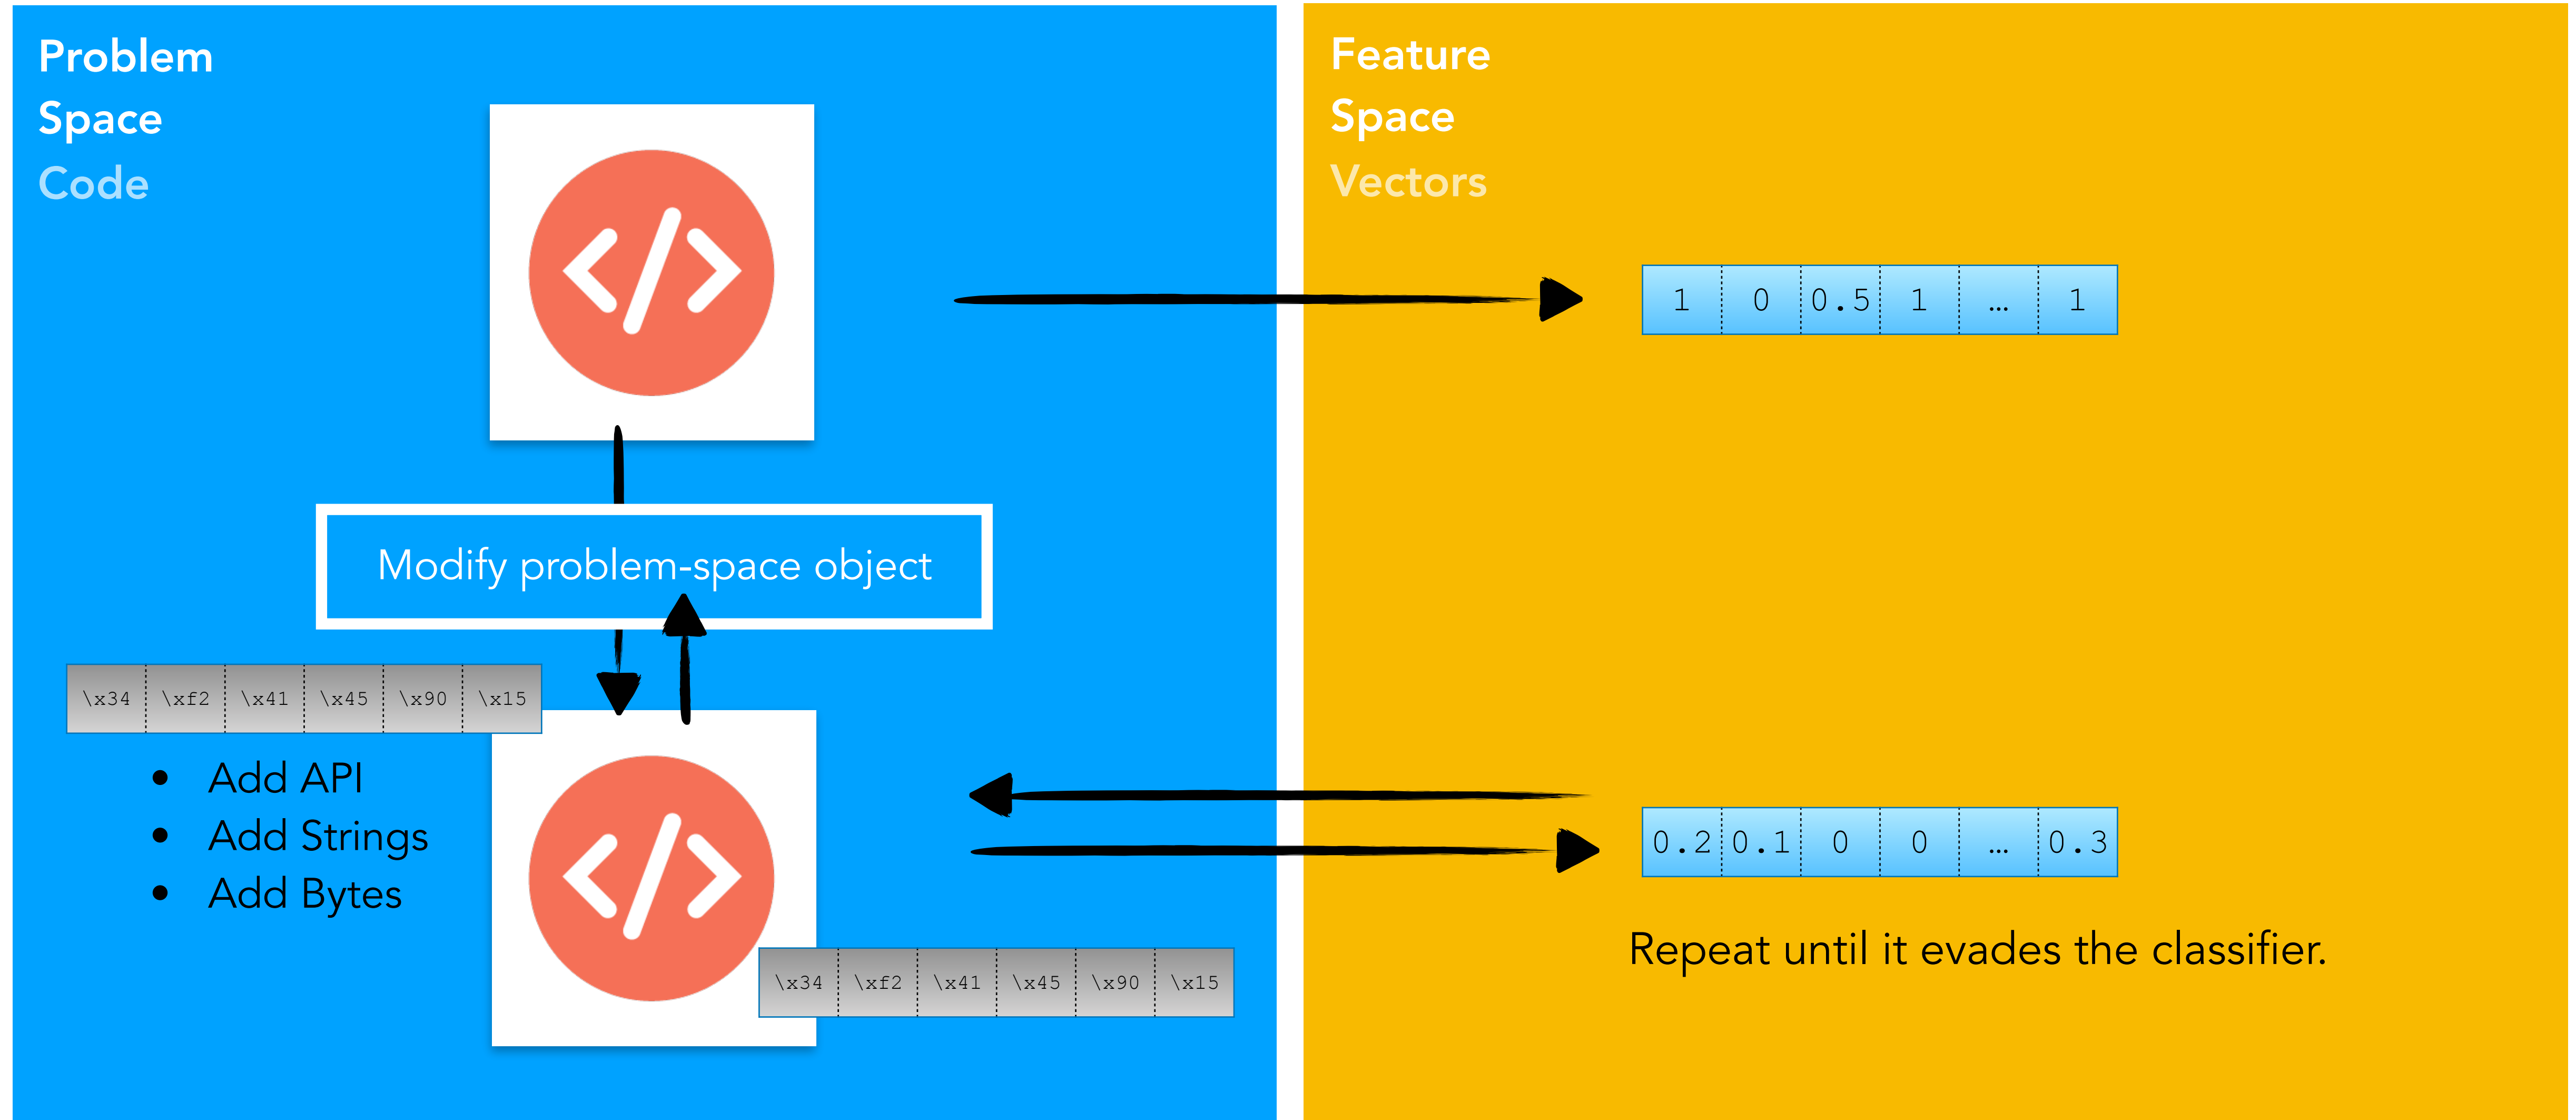 Problem
Space
Code
</>
Modify problem-space object
\x34 \xf2 \x41 \x45 \x90 \x15
• Add API
• Add Strings
• Add Bytes
</>
\x34 \xf2 \x41 \x45 \x90 \x15
Feature
Space
Vectors
1 0 0.5 1 … 1
0.2 0.1 0 0 … 0.3
Repeat until it evades the classifier.